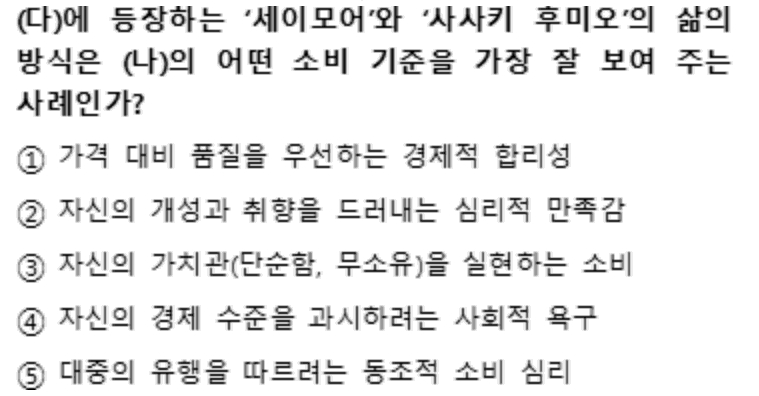 (다)에 등장하는 ‘세이모어’와 ‘사사키 후미오’의 삶의
방식은 (나)의 어떤 소비 기준을 가장 잘 보여 주는
사례인가?
① 가격 대비 품질을 우선하는 경제적 합리성
② 자신의 개성과 취향을 드러내는 심리적 만족감
③ 자신의 가치관(단순함, 무소유)을 실현하는 소비
④ 자신의 경제 수준을 과시하려는 사회적 욕구
⑤ 대중의 유행을 따르려는 동조적 소비 심리